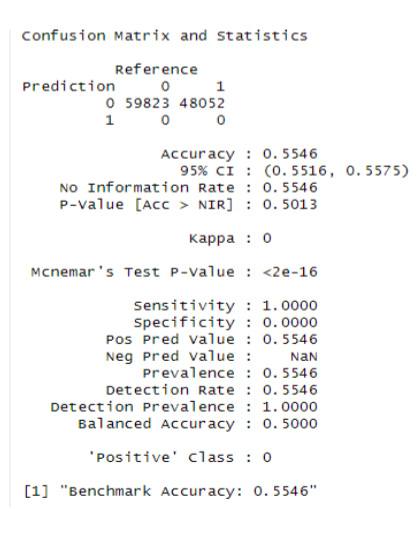 Confusion Matrix and Statistics
Reference
Prediction 0 1
0 59823 48052
1 0 0
Accuracy : 0.5546
95% CI : (0.5516, 0.5575)
No Information Rate : 0.5546
P-Value [Acc > NIR] : 0.5013
Kappa : 0
Mcnemar's Test P-Value : <2e-16
Sensitivity : 1.0000
Specificity : 0.0000
Pos Pred Value : 0.5546
Neg Pred Value : NaN
Prevalence : 0.5546
Detection Rate : 0.5546
Detection Prevalence : 1.0000
Balanced Accuracy : 0.5000
'Positive' Class : 0
[1] "Benchmark Accuracy: 0.5546"